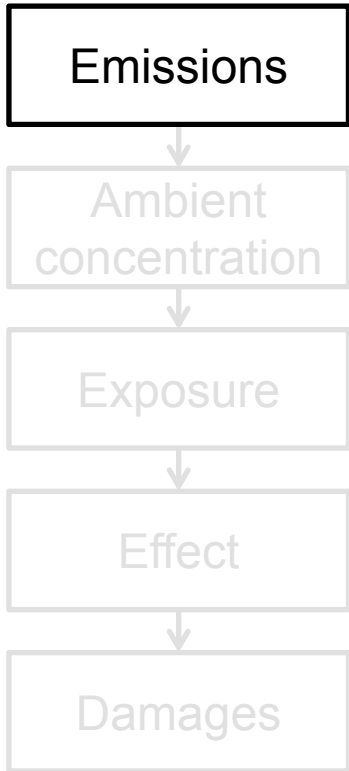 Emissions
Ambient
concentration
Exposure
Effect
Damages